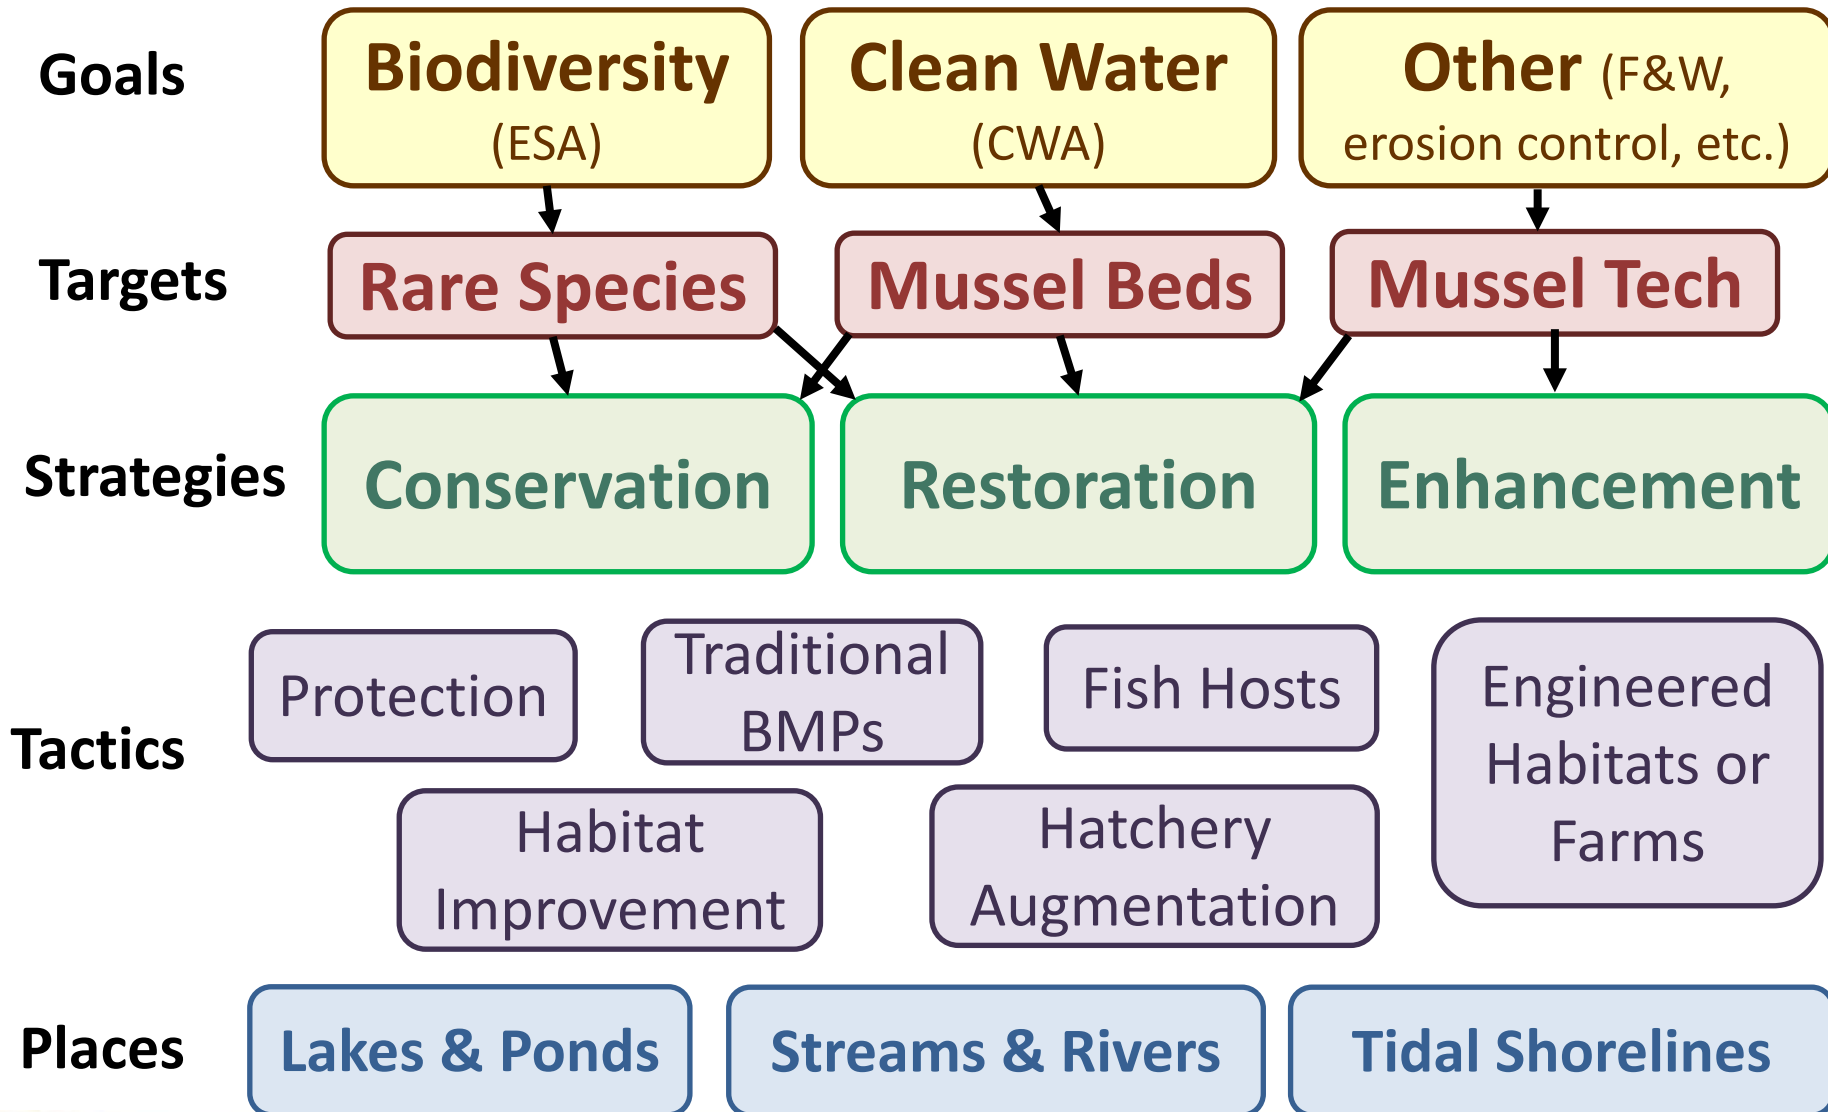 Goals
Biodiversity
(ESA)
Clean Water
(CWA)
Other (F&W,
erosion control, etc.)
Targets
Rare Species
Mussel Beds
Mussel Tech
Strategies
Conservation
Restoration
Enhancement
Tactics
Protection
Traditional
BMPs
Fish Hosts
Engineered
Habitats or
Farms
Habitat
Improvement
Hatchery
Augmentation
Places
Lakes & Ponds
Streams & Rivers
Tidal Shorelines